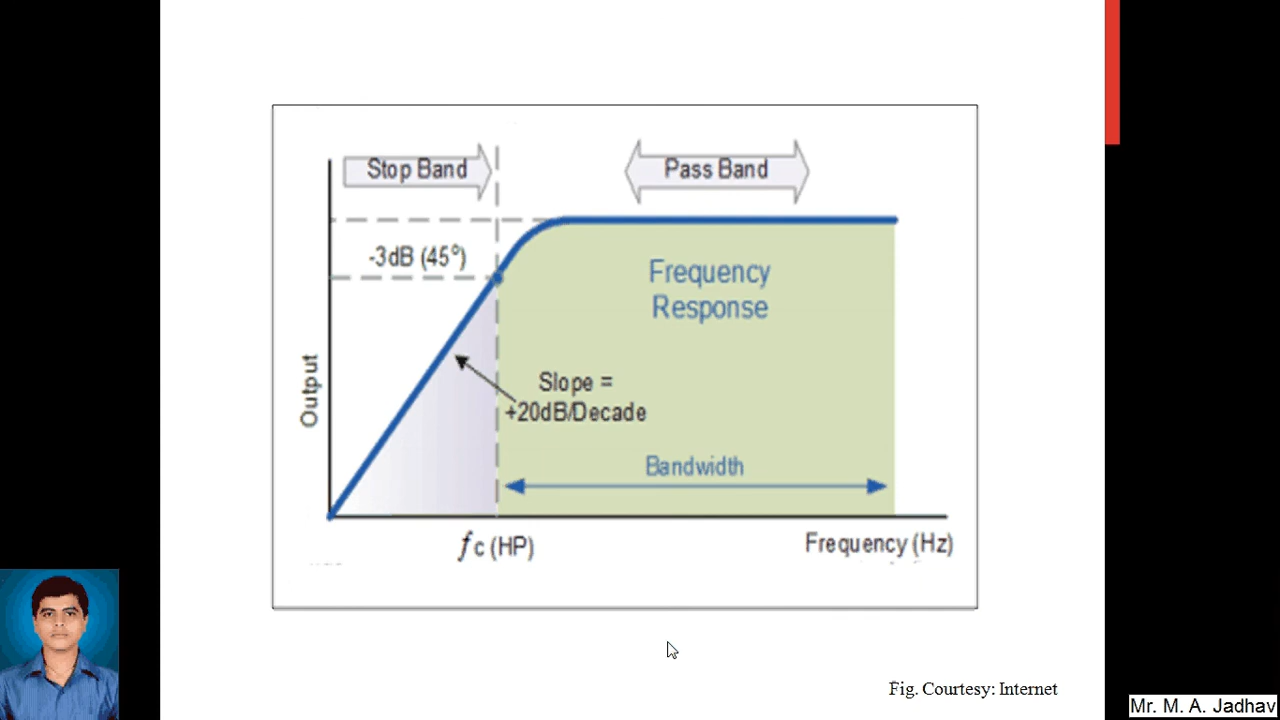 Stop Band
Pass Band
-3dB (45°)
Frequency
Response
Output
Slope =
+20dB/Decade
Bandwidth
fc (HP)
Frequency (Hz)
Fig. Courtesy: Internet
Mr. M. A. Jadhav